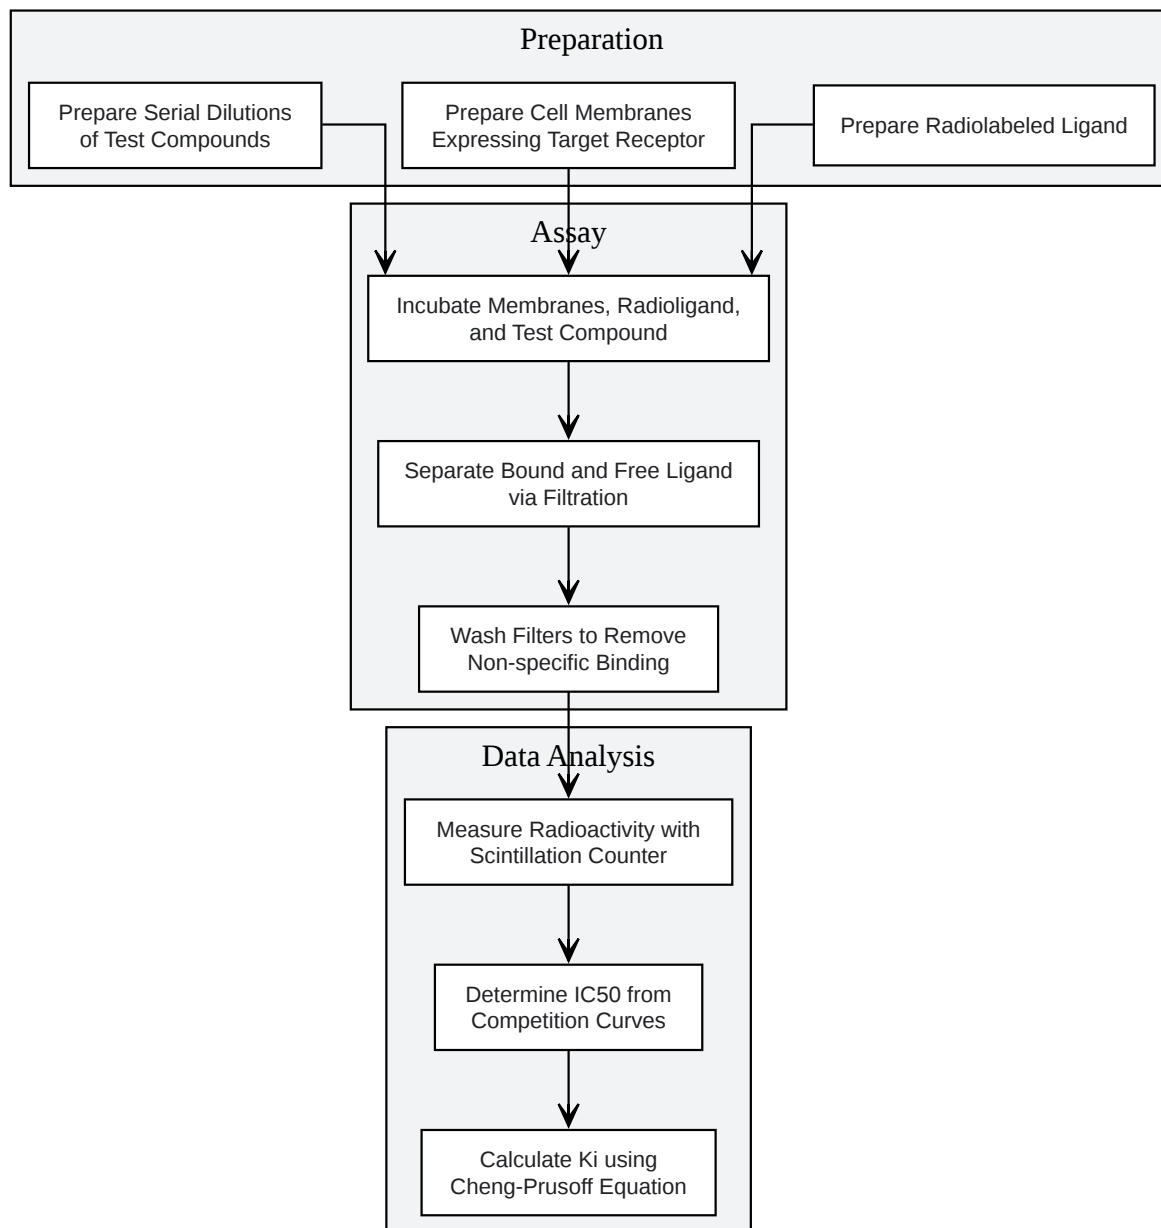 Preparation
Prepare Serial Dilutions
of Test Compounds
Prepare Cell Membranes
Expressing Target Receptor
Prepare Radiolabeled Ligand
Assay
Incubate Membranes, Radioligand,
and Test Compound
Separate Bound and Free Ligand
via Filtration
Wash Filters to Remove
Non-specific Binding
Data Analysis
Measure Radioactivity with
Scintillation Counter
Determine IC50 from
Competition Curves
Calculate Ki using
Cheng-Prusoff Equation